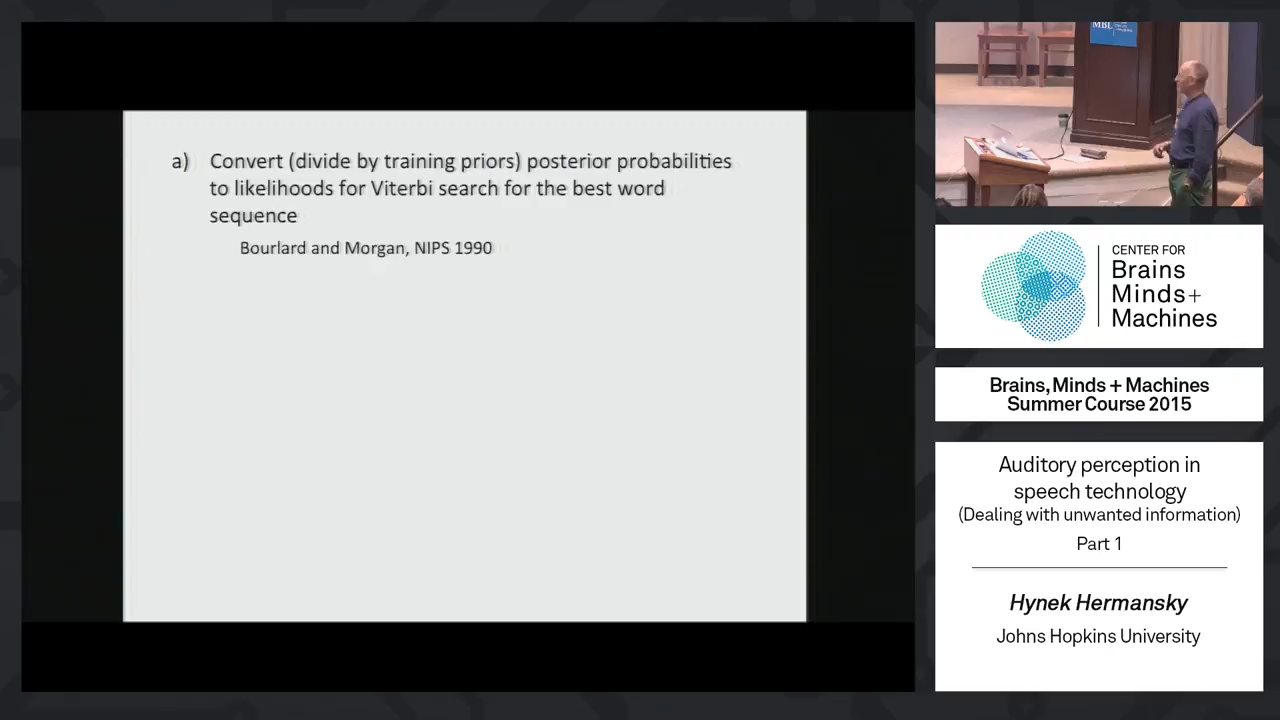 a) Convert (divide by training priors) posterior probabilities
to likelihoods for Viterbi search for the best word
sequence
Bourlard and Morgan, NIPS 1990
MBL
CENTER FOR
Brains
Minds+
Machines
Brains, Minds + Machines
Summer Course 2015
Auditory perception in
speech technology
(Dealing with unwanted information)
Part 1
Hynek Hermansky
Johns Hopkins University